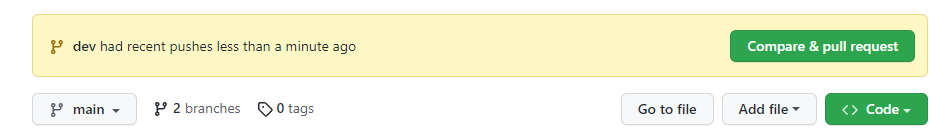 dev had recent pushes less than a minute ago
Compare & pull request
main
2 branches
0 tags
Go to file
Add file
Code